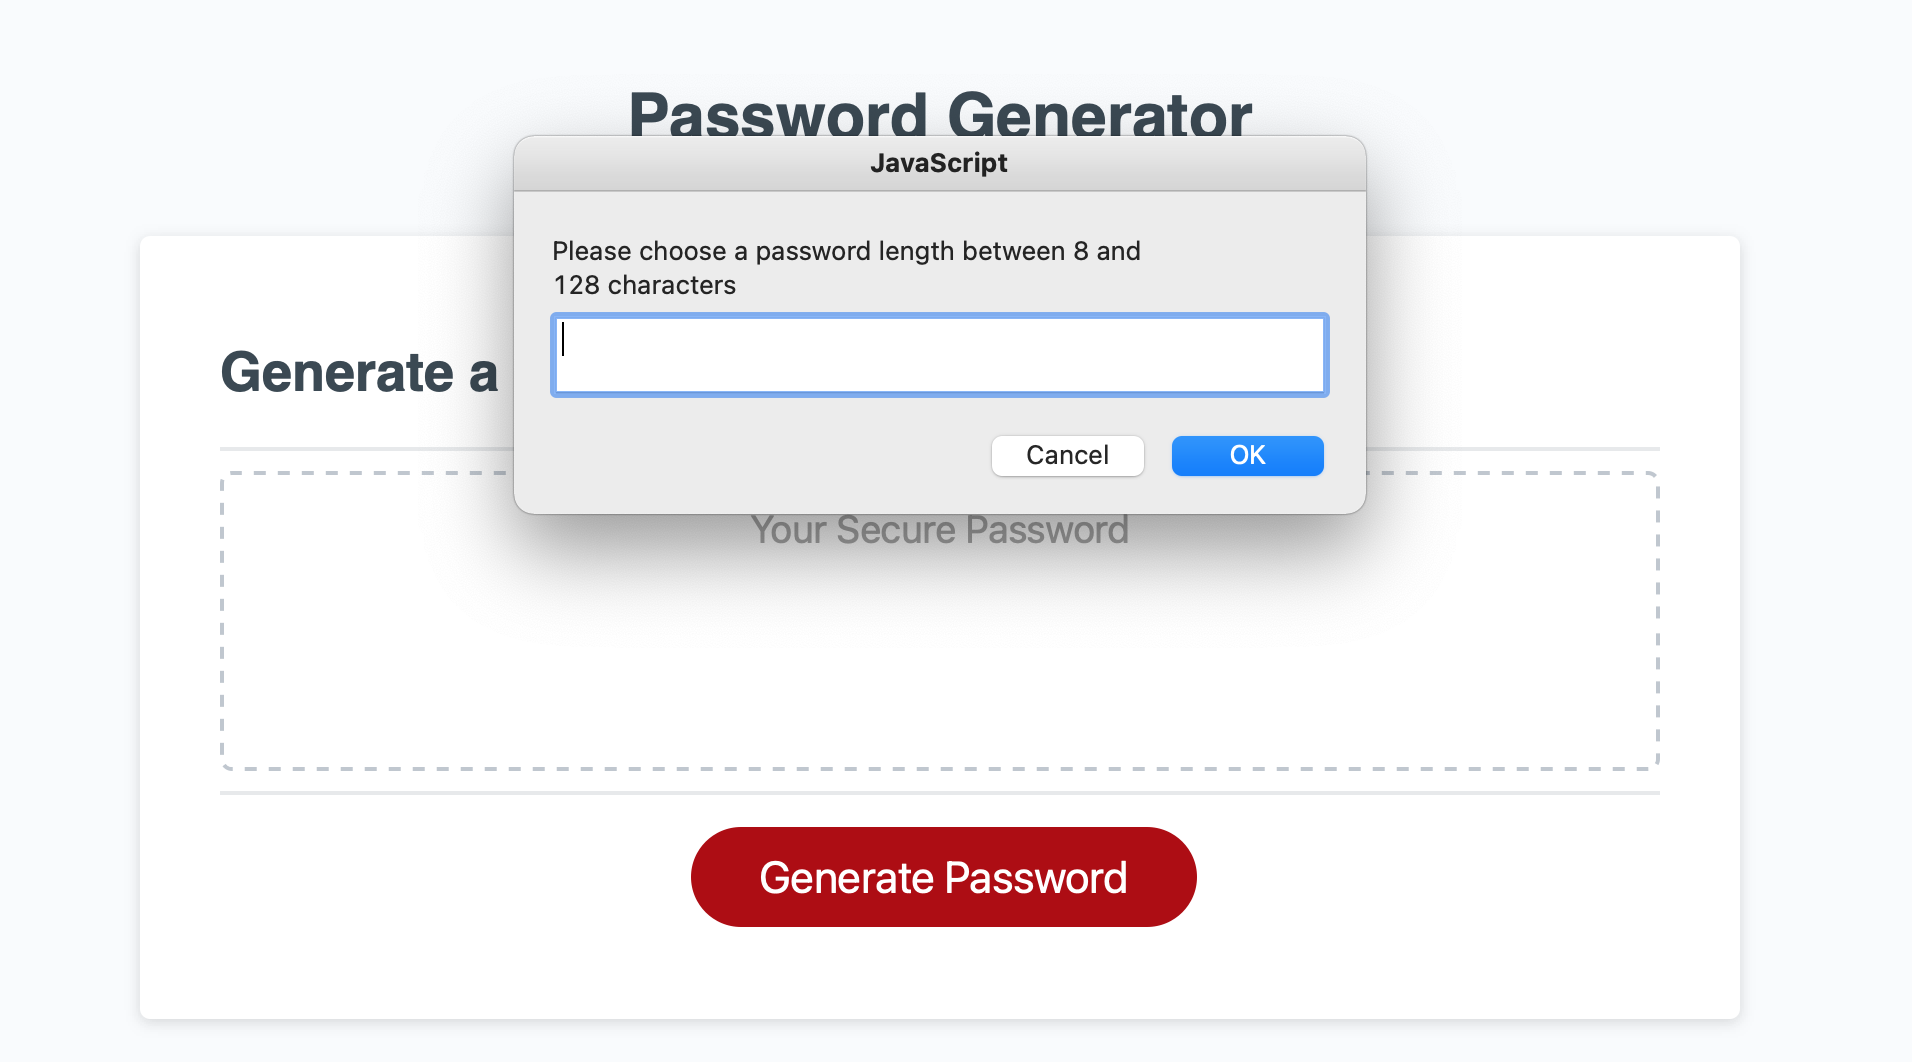 Password Generator
JavaScript
Please choose a password length between 8 and
128 characters
Cancel
OK
Generate a
Your Secure Password
Generate Password